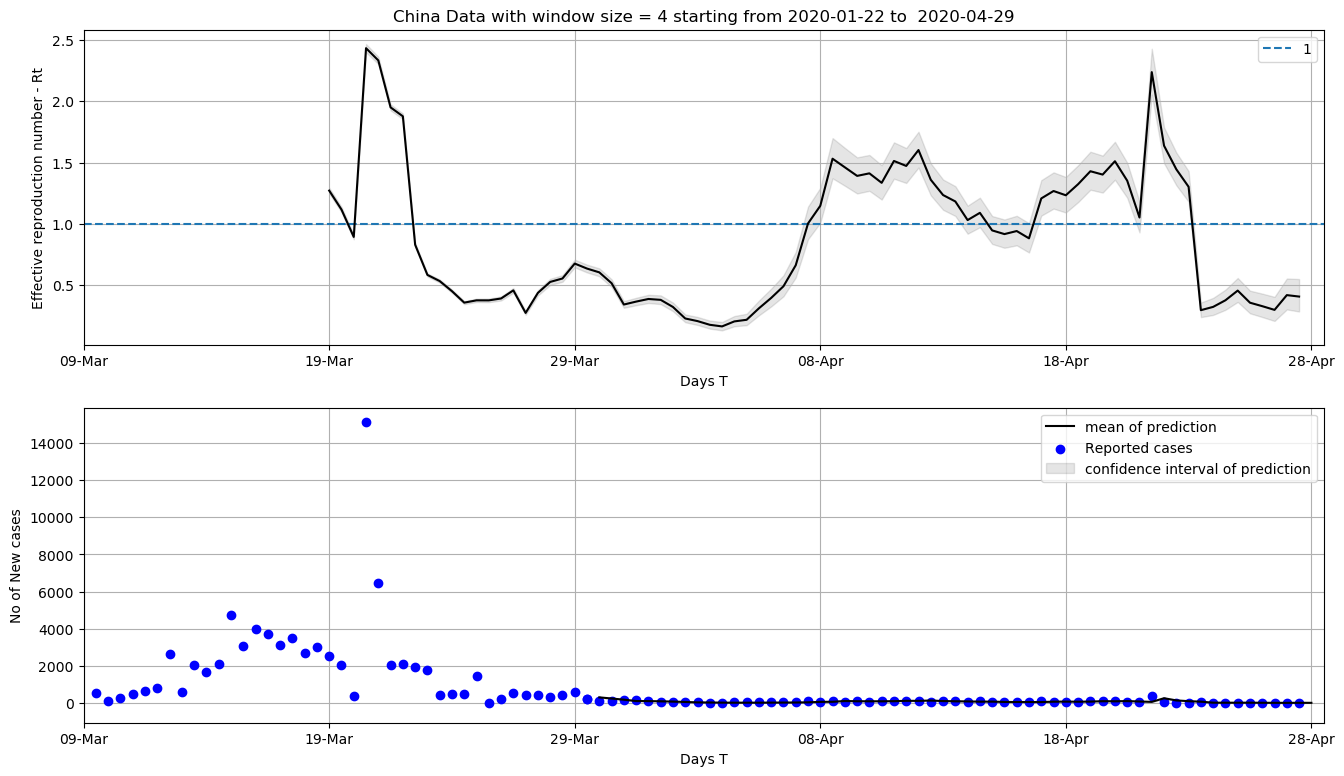 China Data with window size = 4 starting from 2020-01-22 to  2020-04-29
Effective reproduction number - Rt
2.5
2.0
1.5
1.0
0.5
1
09-Mar
19-Mar
29-Mar
08-Apr
18-Apr
28-Apr
Days T
No of New cases
14000
12000
10000
8000
6000
4000
2000
0
mean of prediction
Reported cases
confidence interval of prediction
09-Mar
19-Mar
29-Mar
08-Apr
18-Apr
28-Apr
Days T